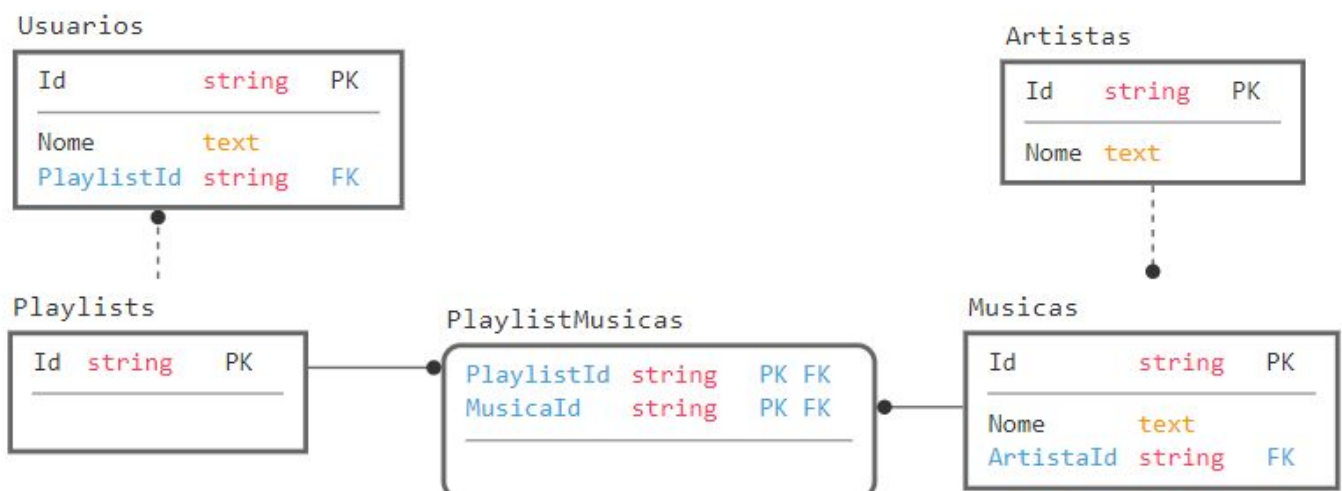 Usuarios
Id string PK
Nome text
PlaylistId string FK
Artistas
Id string PK
Nome text
Playlists
Id string PK
PlaylistMusicas
PlaylistId string PK FK
MusicaId string PK FK
Musicas
Id string PK
Nome text
ArtistaId string FK